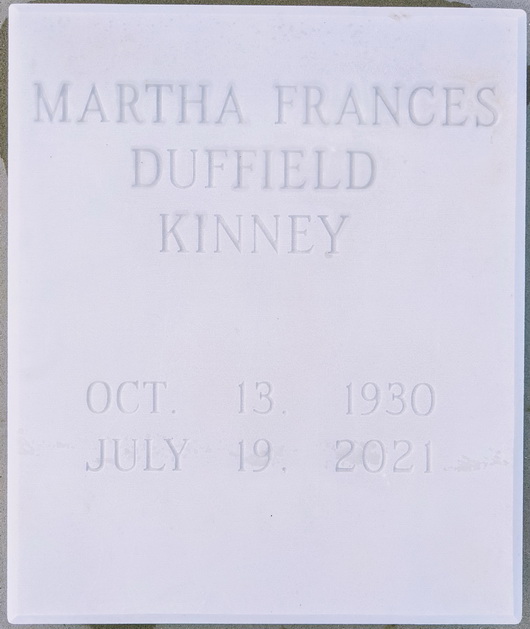 MARTHA FRANCES
DUFFIELD
KINNEY
OCT. 13. 1930
JULY 19. 2021